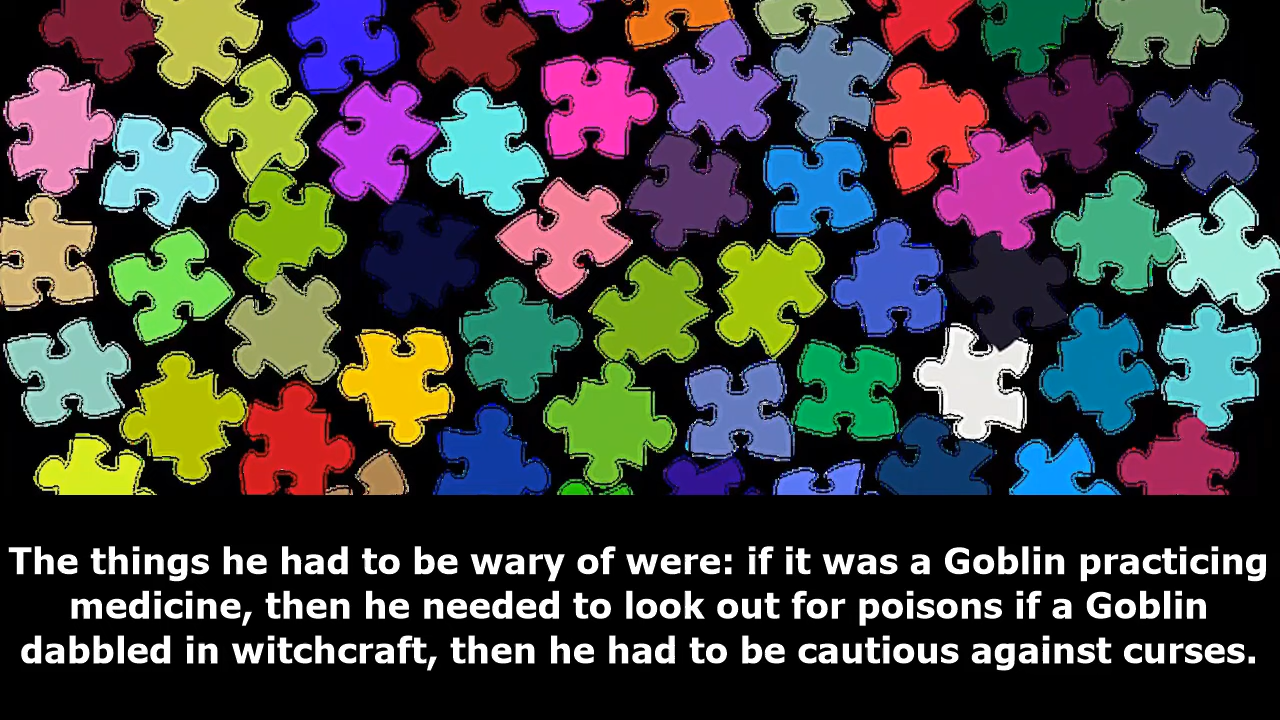 The things he had to be wary of were: if it was a Goblin practicing
medicine, then he needed to look out for poisons if a Goblin
dabbled in witchcraft, then he had to be cautious against curses.